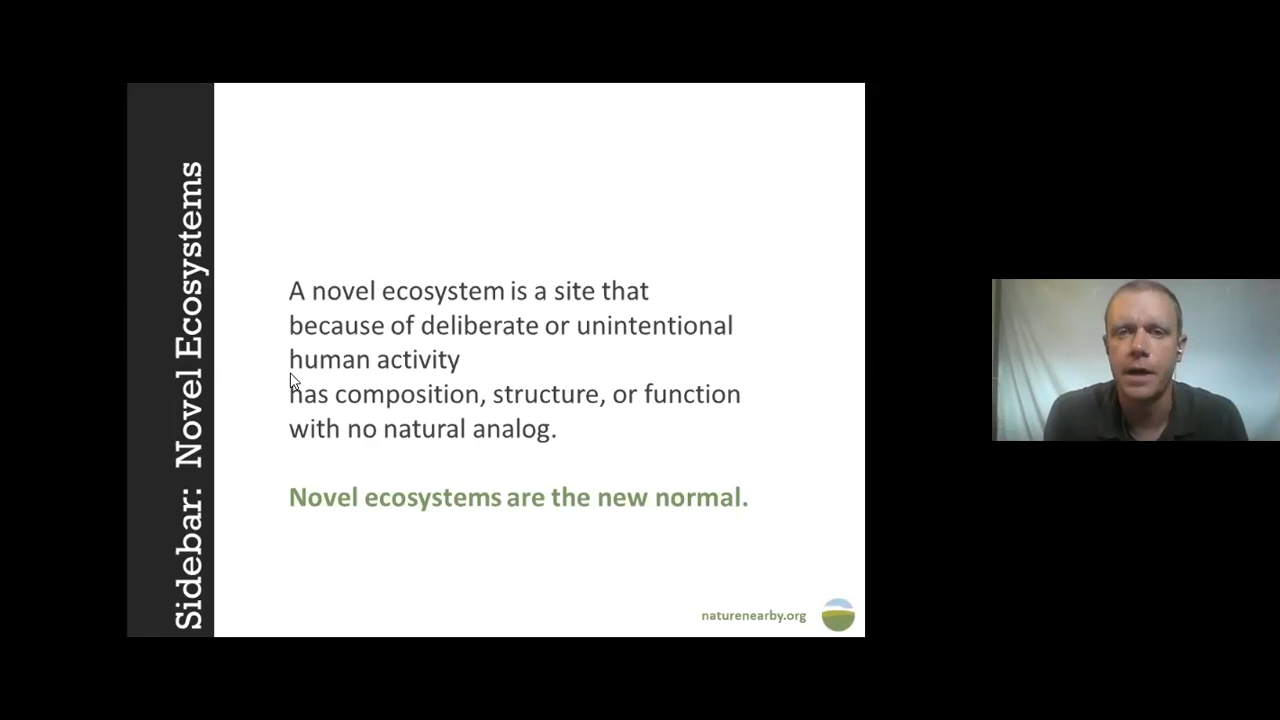 Sidebar: Novel Ecosystems
A novel ecosystem is a site that
because of deliberate or unintentional
human activity
has composition, structure, or function
with no natural analog.
Novel ecosystems are the new normal.
naturenearby.org